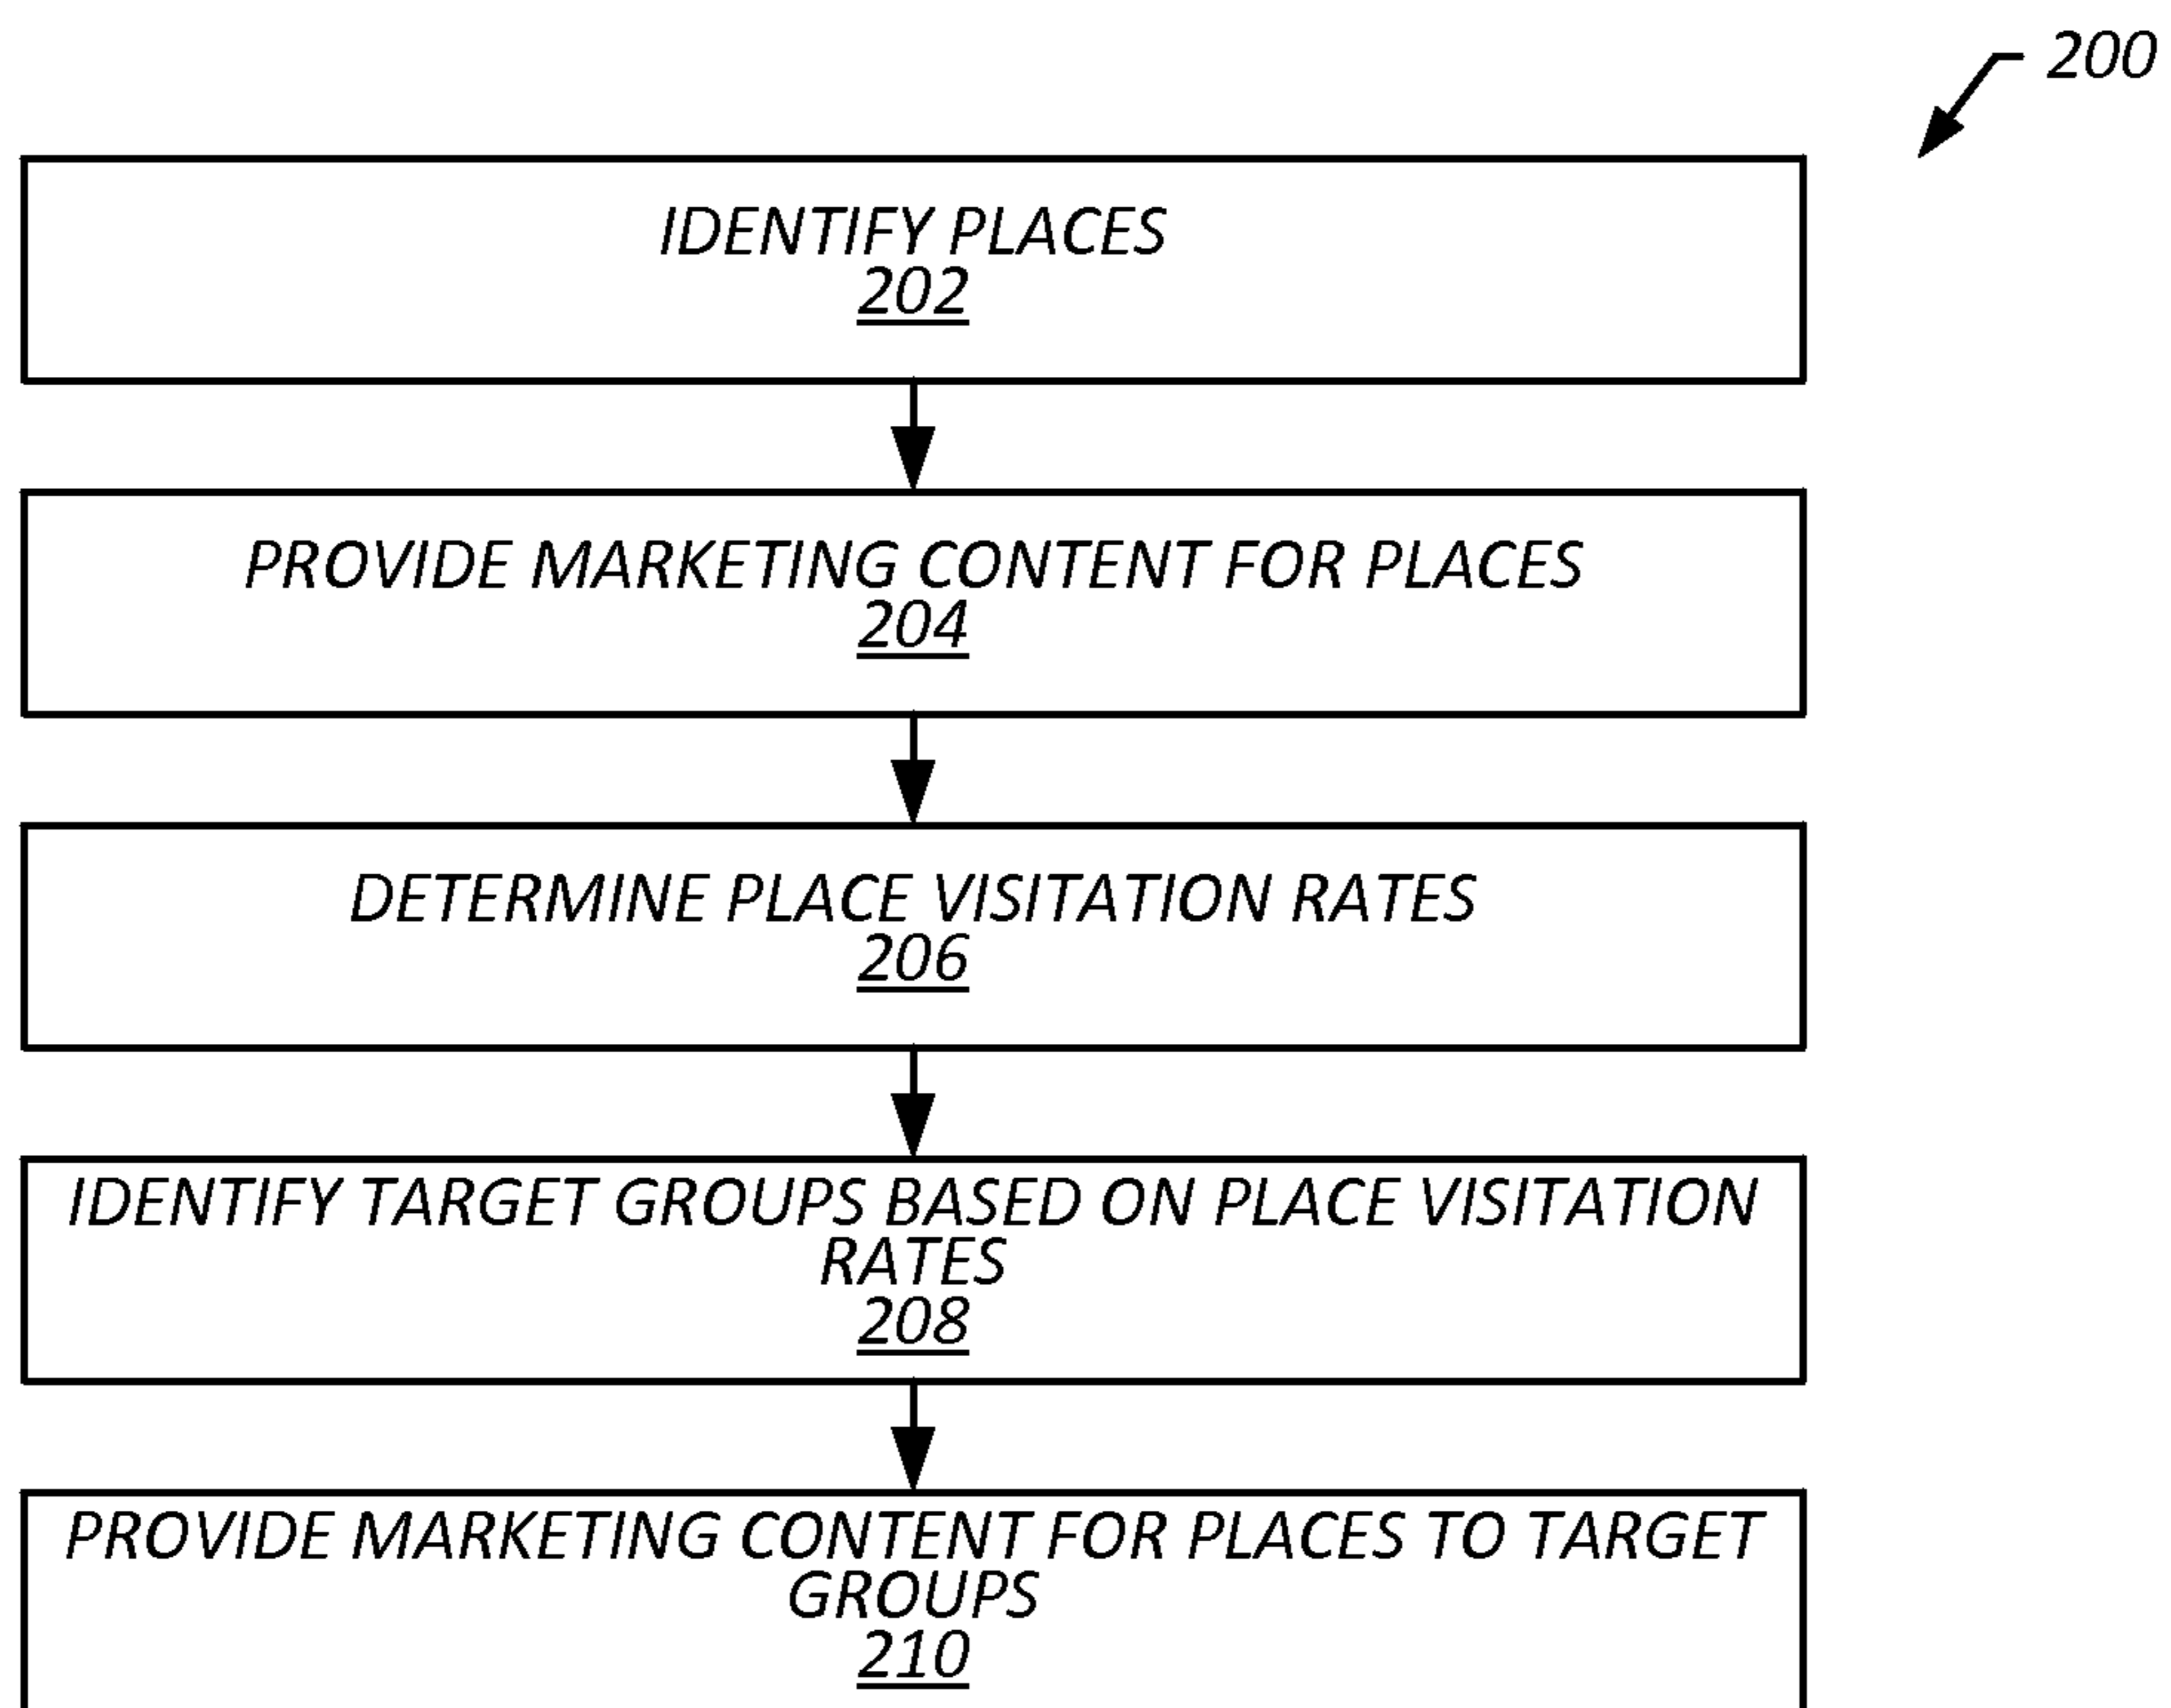 200
IDENTIFY PLACES
202
PROVIDE MARKETING CONTENT FOR PLACES
204
DETERMINE PLACE VISITATION RATES
206
IDENTIFY TARGET GROUPS BASED ON PLACE VISITATION
RATES
208
PROVIDE MARKETING CONTENT FOR PLACES TO TARGET
GROUPS
210